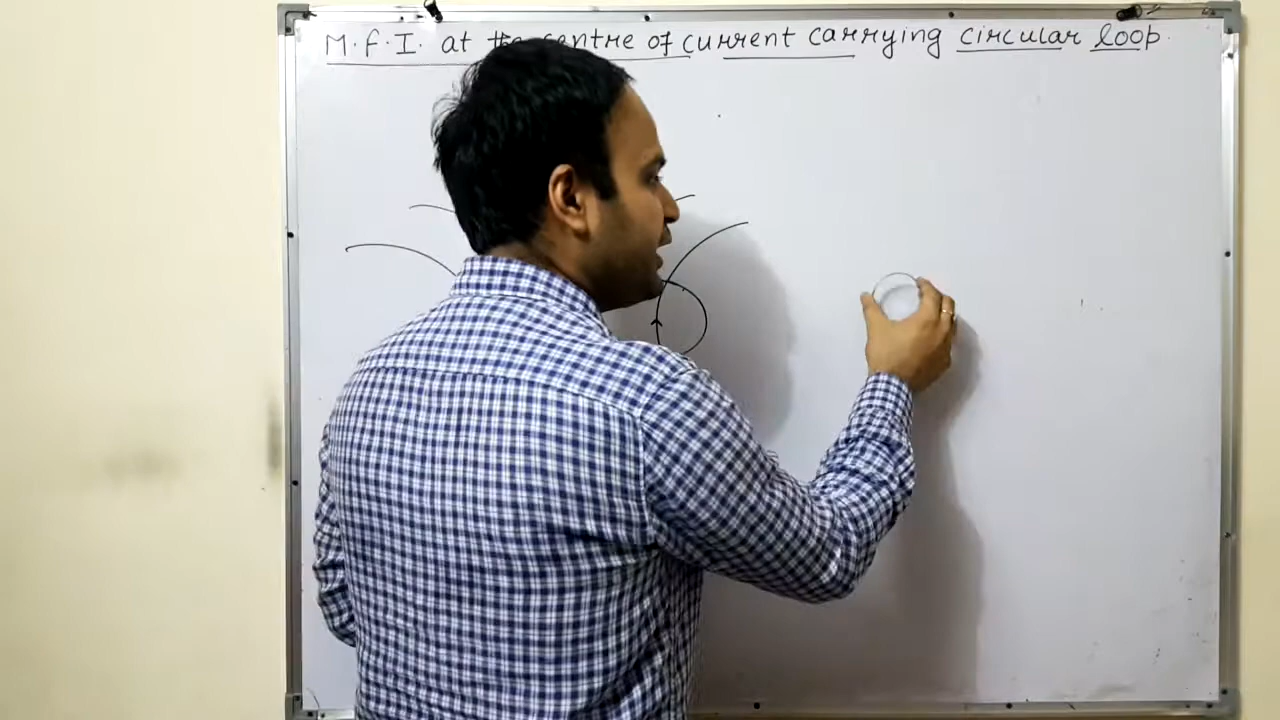 M.f.I. at the centre of current carrying circular loop.